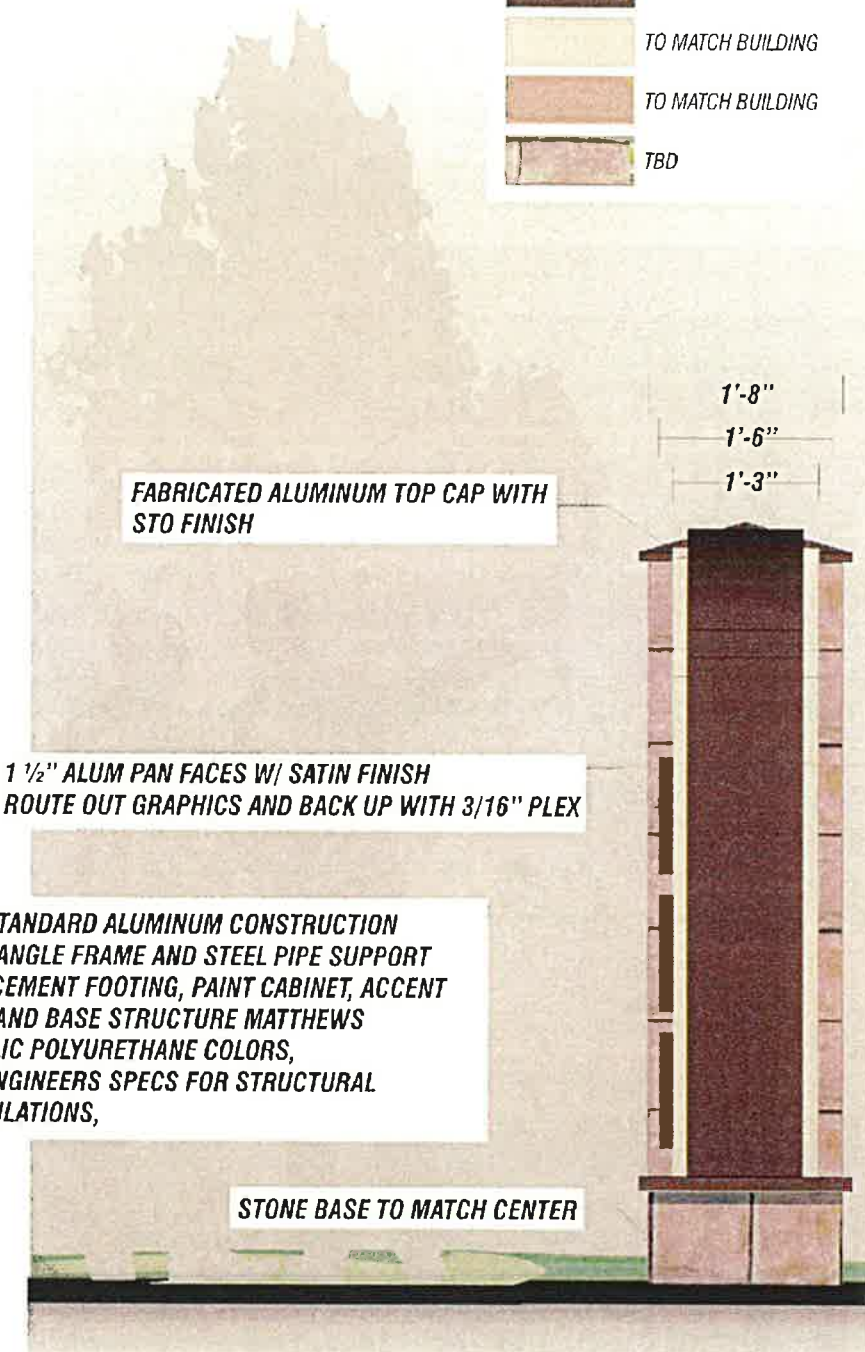 TO MATCH BUILDING
TO MATCH BUILDING
TBD
1'-8"
1'-6"
1'-3"
FABRICATED ALUMINUM TOP CAP WITH
STO FINISH
1 ½" ALUM PAN FACES W/ SATIN FINISH
ROUTE OUT GRAPHICS AND BACK UP WITH 3/16" PLEX
TANDARD ALUMINUM CONSTRUCTION
ANGLE FRAME AND STEEL PIPE SUPPORT
CEMENT FOOTING, PAINT CABINET, ACCENT
AND BASE STRUCTURE MATTHEWS
IC POLYURETHANE COLORS,
NGINEERS SPECS FOR STRUCTURAL
LATIONS,
STONE BASE TO MATCH CENTER